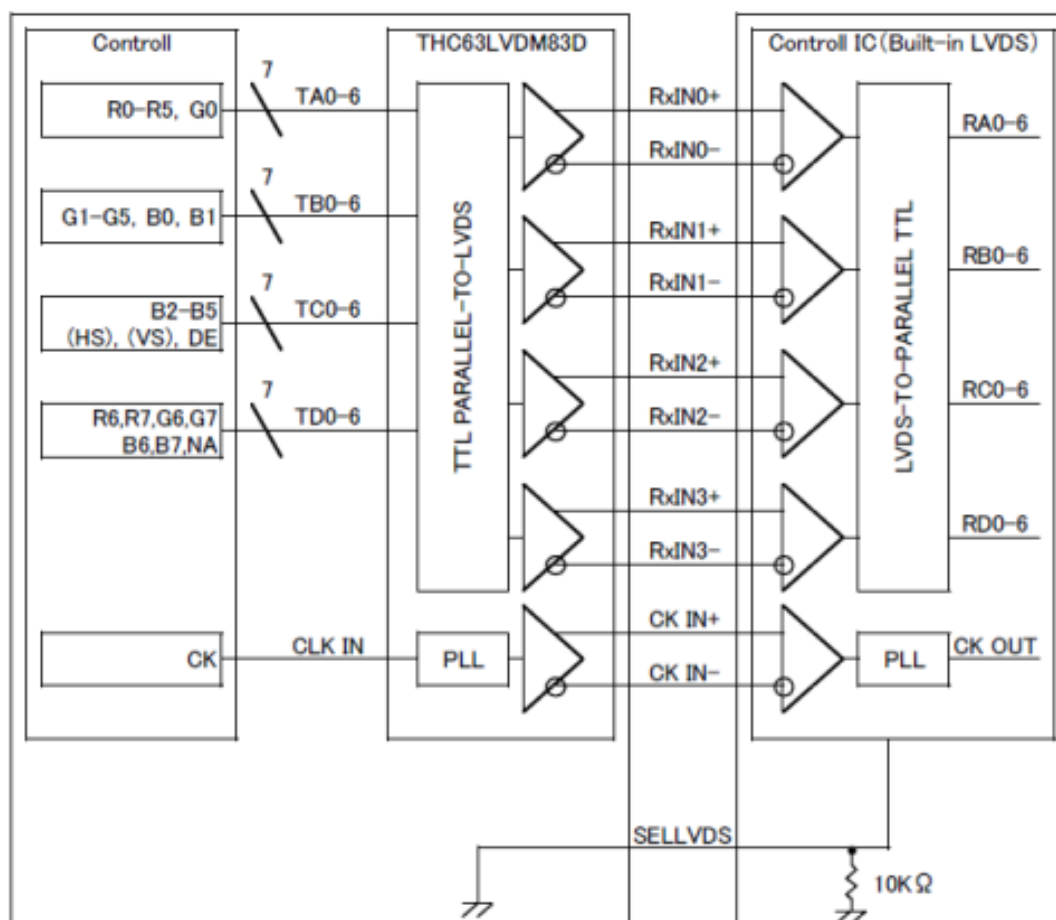 Controll
THC63LVDM83D
Controll IC(Built-in LVDS)
R0-R5, G0
7
TA0-6
RxIN0+
RxIN0-
RA0-6
G1-G5, B0, B1
7
TB0-6
RxIN1+
RxIN1-
RB0-6
B2-B5
(HS), (VS), DE
7
TC0-6
RxIN2+
RxIN2-
RC0-6
R6,R7,G6,G7
B6,B7,NA
7
TD0-6
RxIN3+
RxIN3-
RD0-6
TTL PARALLEL-TO-LVDS
LVDS-TO-PARALLEL TTL
CK
CLK IN
PLL
CK IN+
CK IN-
PLL
CK OUT
SELLVDS
10KΩ